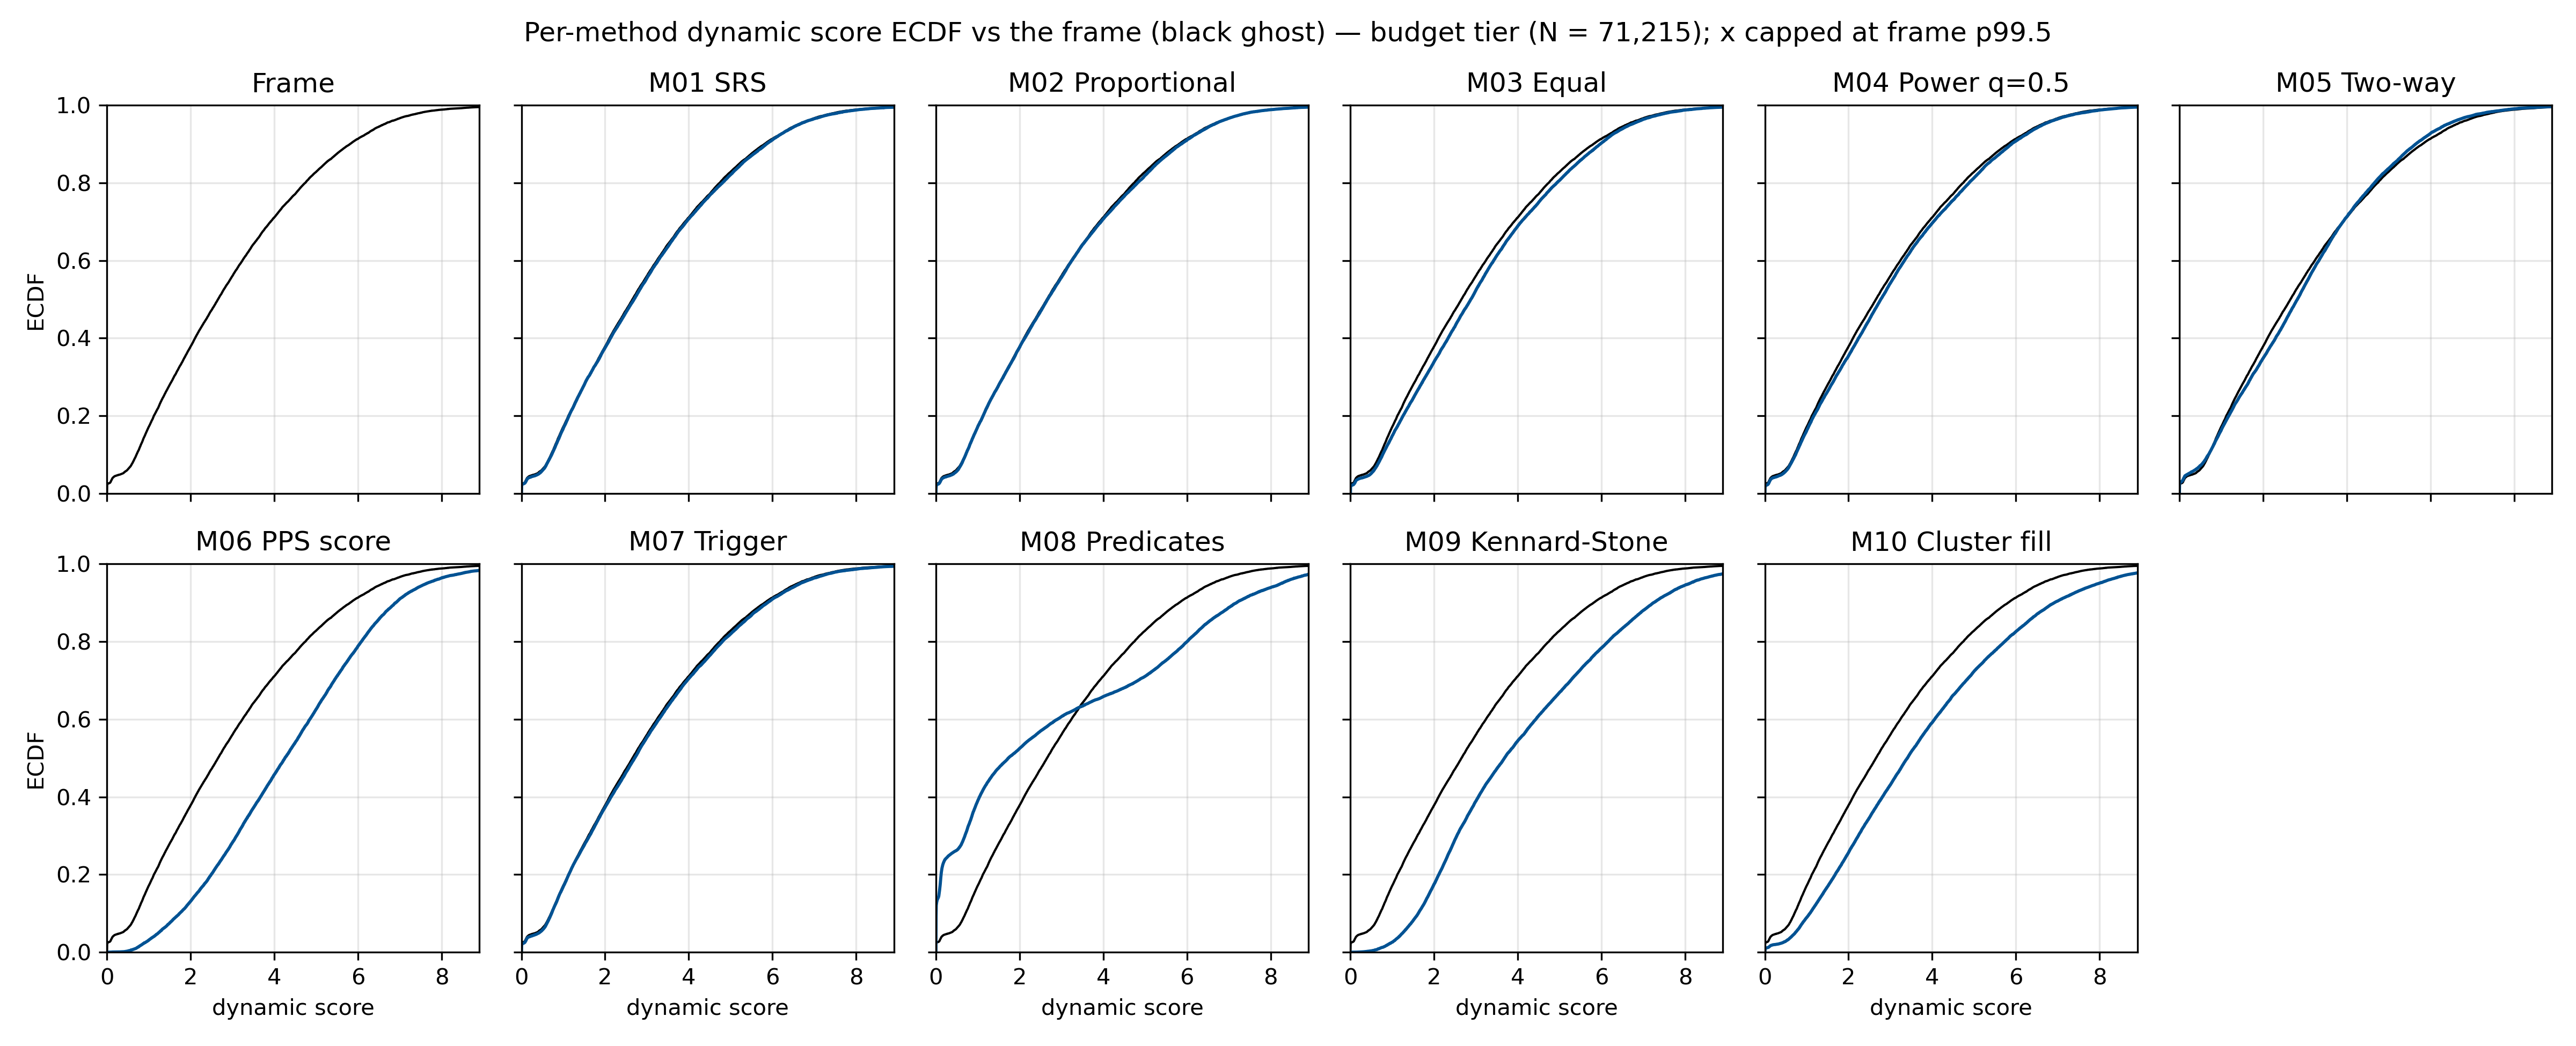 Per-method dynamic score ECDF vs the frame (black ghost) — budget tier (N = 71,215); x capped at frame p99.5
Frame
M01 SRS
M02 Proportional
M03 Equal
M04 Power q=0.5
M05 Two-way
1.0
0.8
0.6
0.4
0.2
0.0
ECDF
M06 PPS score
M07 Trigger
M08 Predicates
M09 Kennard-Stone
M10 Cluster fill
1.0
0.8
0.6
0.4
0.2
0.0
ECDF
0 2 4 6 8
0 2 4 6 8
0 2 4 6 8
0 2 4 6 8
0 2 4 6 8
dynamic score
dynamic score
dynamic score
dynamic score
dynamic score